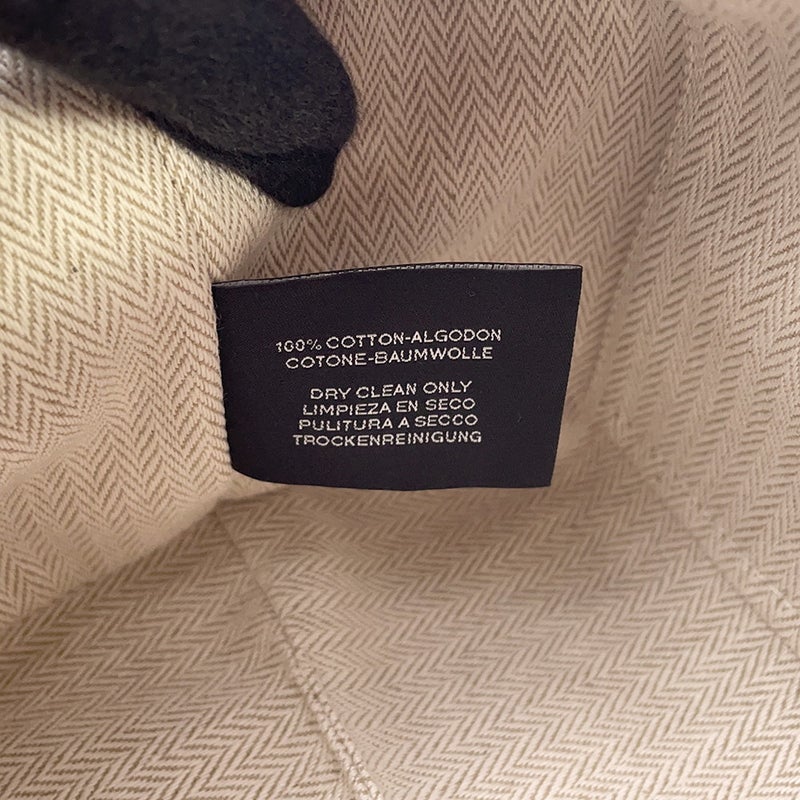 100% COTTON-ALGODON
COTONE-BAUMWOLLE
DRY CLEAN ONLY
LIMPIEZA EN SECO
PULITURA A SECCO
TROCKENREINIGUNG